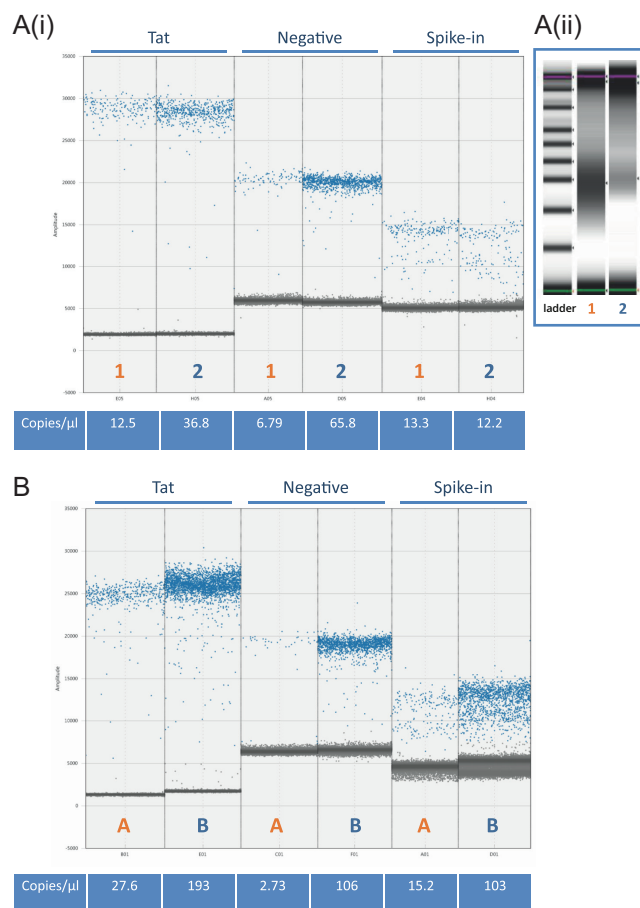 A(i)
Tat Negative Spike-in
35000
30000
25000
20000
15000
10000
5000
0
-5000
Amplitude
1 2 1 2 1 2
E05 H05 A05 D05 E04 H04
Copies/µl 12.5 36.8 6.79 65.8 13.3 12.2
A(ii)
ladder 1 2
B
Tat Negative Spike-in
35000
30000
25000
20000
15000
10000
5000
0
-5000
Amplitude
A B A B A B
B01 E01 C01 F01 A01 D01
Copies/µl 27.6 193 2.73 106 15.2 103